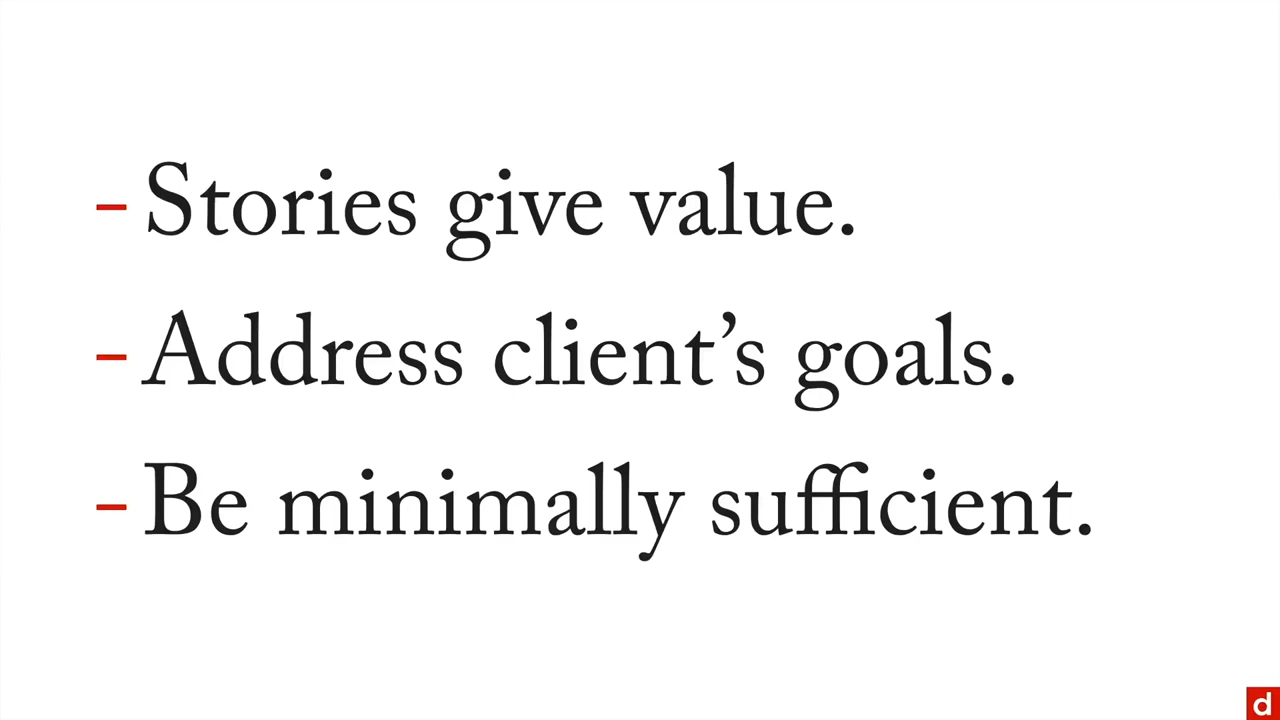 – Stories give value.
– Address client’s goals.
– Be minimally sufficient.
d